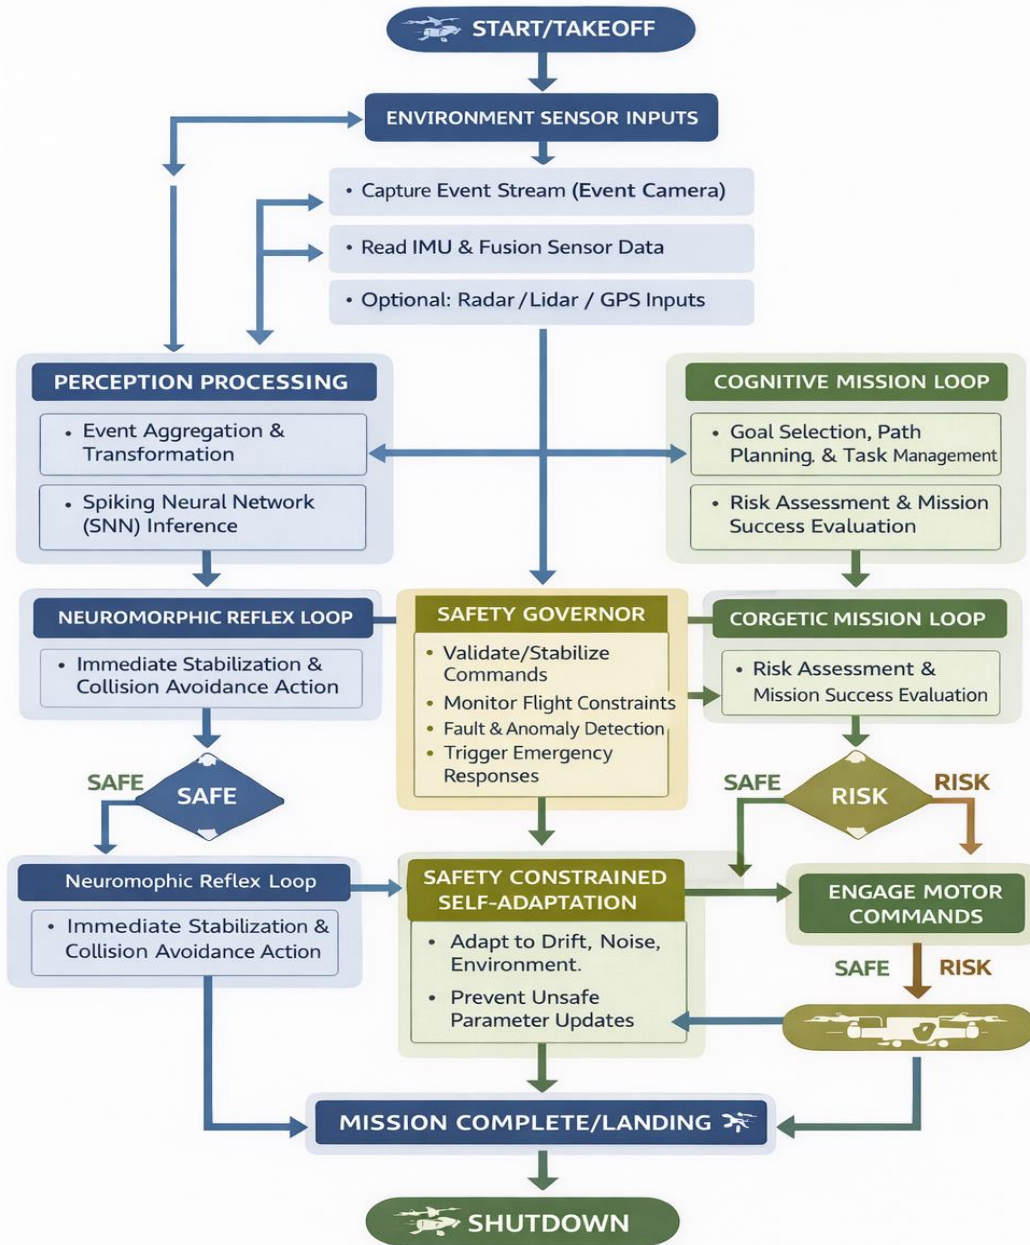 START/TAKEOFF
ENVIRONMENT SENSOR INPUTS
• Capture Event Stream (Event Camera)
• Read IMU & Fusion Sensor Data
• Optional: Radar / Lidar / GPS Inputs
PERCEPTION PROCESSING
• Event Aggregation &
Transformation
• Spiking Neural Network
(SNN) Inference
COGNITIVE MISSION LOOP
• Goal Selection, Path
Planning. & Task Management
• Risk Assessment & Mission
Success Evaluation
NEUROMORPHIC REFLEX LOOP
• Immediate Stabilization &
Collision Avoidance Action
SAFETY GOVERNOR
• Validate/Stabilize
Commands
• Monitor Flight Constraints
• Fault & Anomaly Detection
• Trigger Emergency
Responses
CORGETIC MISSION LOOP
• Risk Assessment &
Mission Success Evaluation
SAFE
SAFE
SAFE
RISK
RISK
Neuromophic Reflex Loop
• Immediate Stabilization &
Collision Avoidance Action
SAFETY CONSTRAINED
SELF-ADAPTATION
• Adapt to Drift, Noise,
Environment.
• Prevent Unsafe
Parameter Updates
ENGAGE MOTOR
COMMANDS
SAFE
RISK
MISSION COMPLETE/LANDING
SHUTDOWN